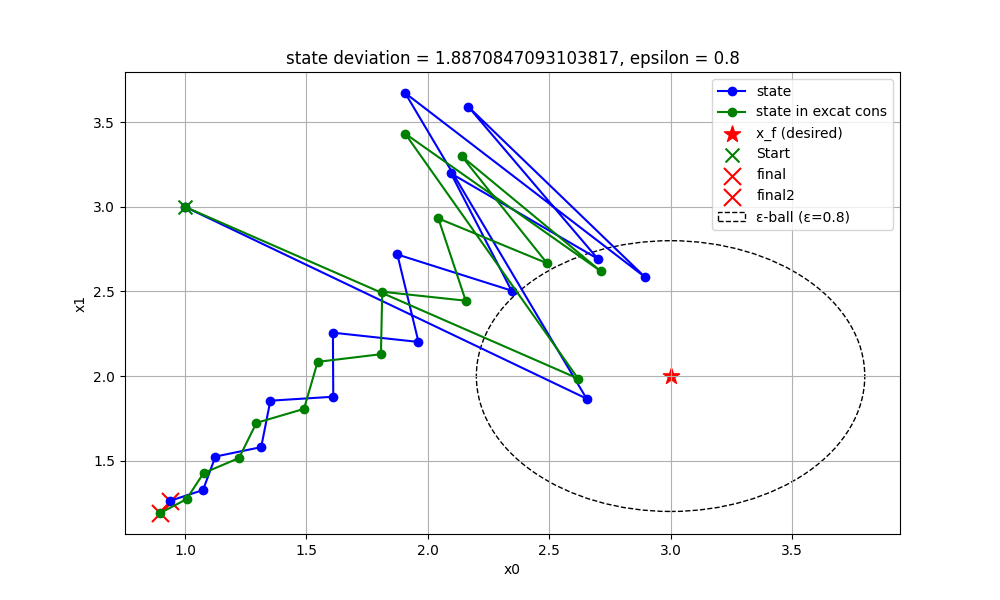 state deviation = 1.8870847093103817, epsilon = 0.8
state
state in excat cons
x_f (desired)
Start
final
final2
ε-ball (ε=0.8)
3.5
3.0
2.5
2.0
1.5
x1
1.0 1.5 2.0 2.5 3.0 3.5
x0